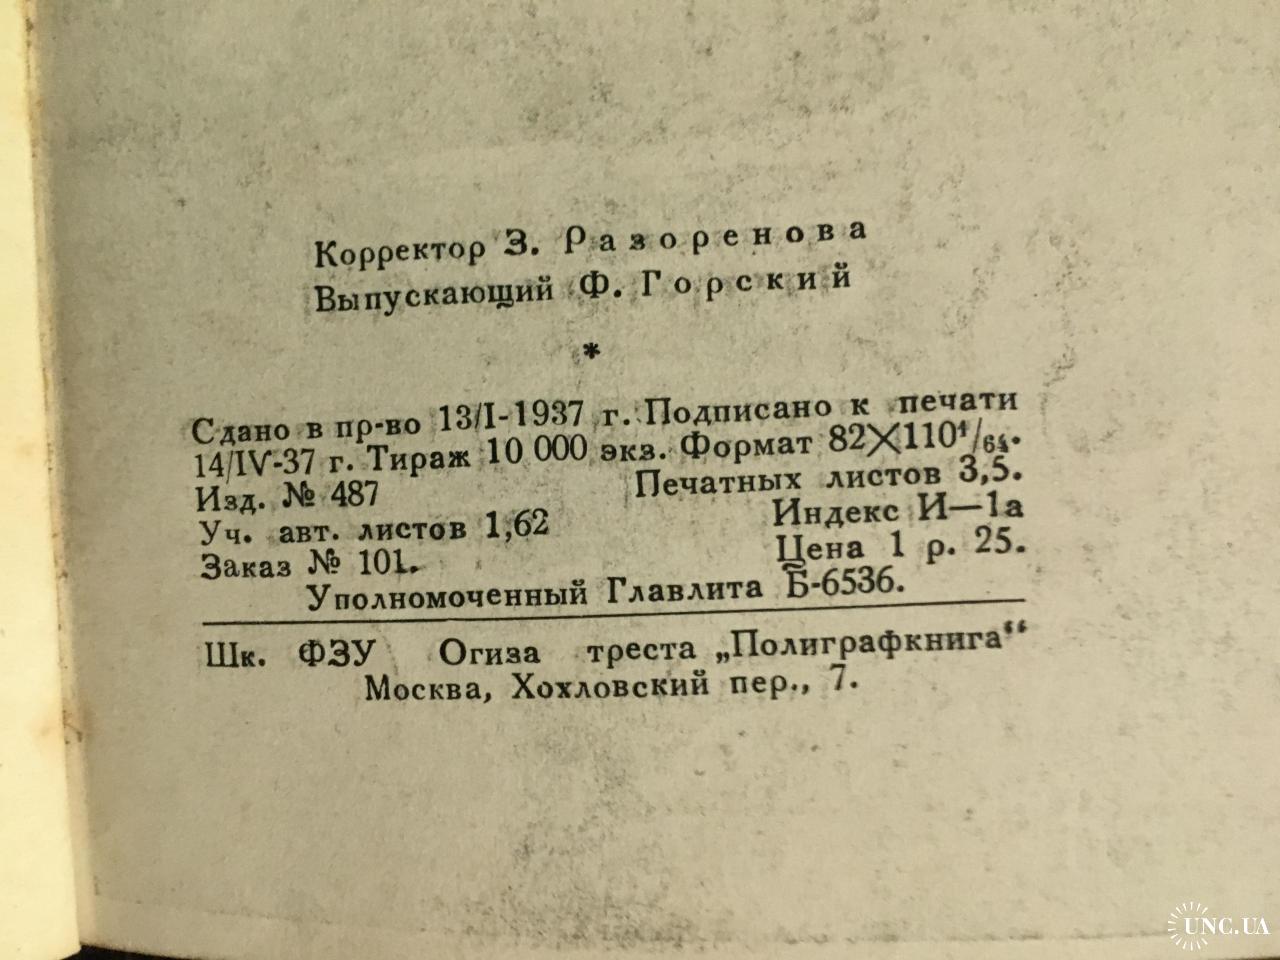 Корректор З. Разоренова
Выпускающий Ф. Горский
*
Сдано в пр-во 13/I-1937 г. Подписано к печати
14/IV-37 г. Тираж 10 000 экз. Формат 82×110¹/₆₄.
Изд. № 487 Печатных листов 3,5.
Уч. авт. листов 1,62 Индекс И—1а
Заказ № 101. Цена 1 р. 25.
Уполномоченный Главлита Б-6536.
Шк. ФЗУ Огиза треста „Полиграфкнига“
Москва, Хохловский пер., 7.
UNC.UA